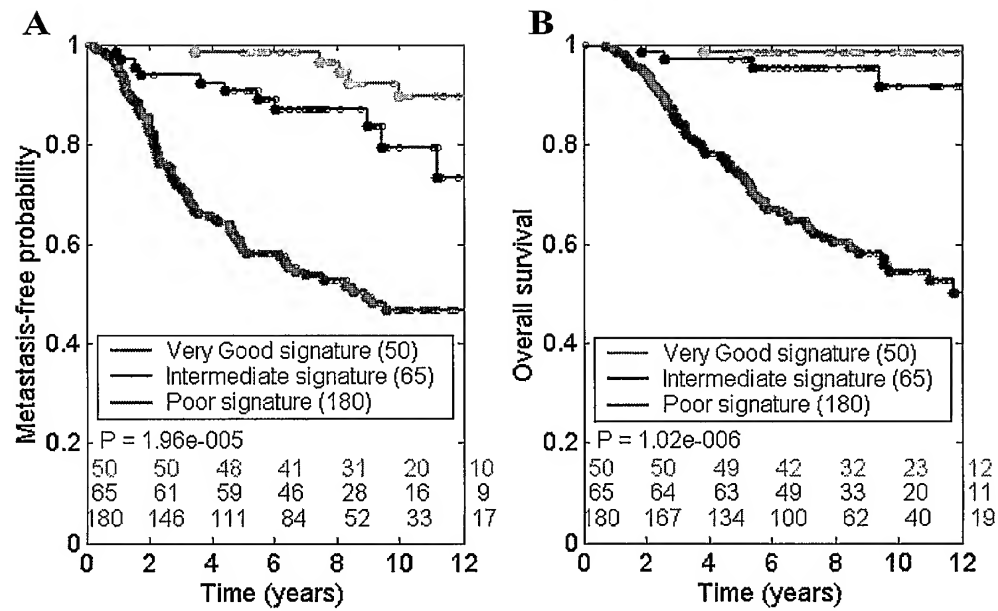 A
Metastasis-free probability
1
0.8
0.6
0.4
0.2
0
Very Good signature (50)
Intermediate signature (65)
Poor signature (180)
P = 1.96e-005
50 50 48 41 31 20 10
65 61 59 46 28 16 9
180 146 111 84 52 33 17
0 2 4 6 8 10 12
Time (years)
B
Overall survival
1
0.8
0.6
0.4
0.2
0
Very Good signature (50)
Intermediate signature (65)
Poor signature (180)
P = 1.02e-006
50 50 49 42 32 23 12
65 64 63 49 33 20 11
180 167 134 100 62 40 19
0 2 4 6 8 10 12
Time (years)